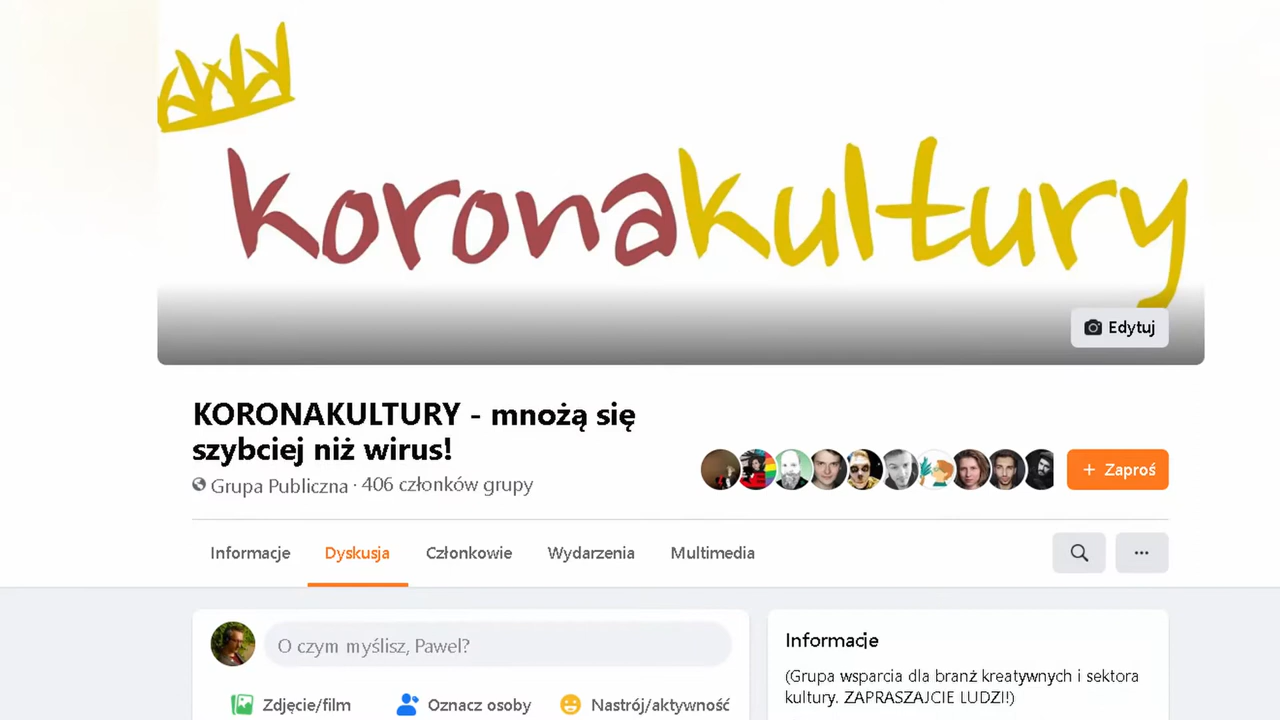 koronakultury
Edytuj
KORONAKULTURY - mnożą się
szybciej niż wirus!
Grupa Publiczna · 406 członków grupy
+ Zaproś
Informacje Dyskusja Członkowie Wydarzenia Multimedia
O czym myślisz, Pawel?
Zdjęcie/film Oznacz osoby Nastrój/aktywność
Informacje
(Grupa wsparcia dla branż kreatywnych i sektora
kultury. ZAPRASZAJCIE LUDZI!)